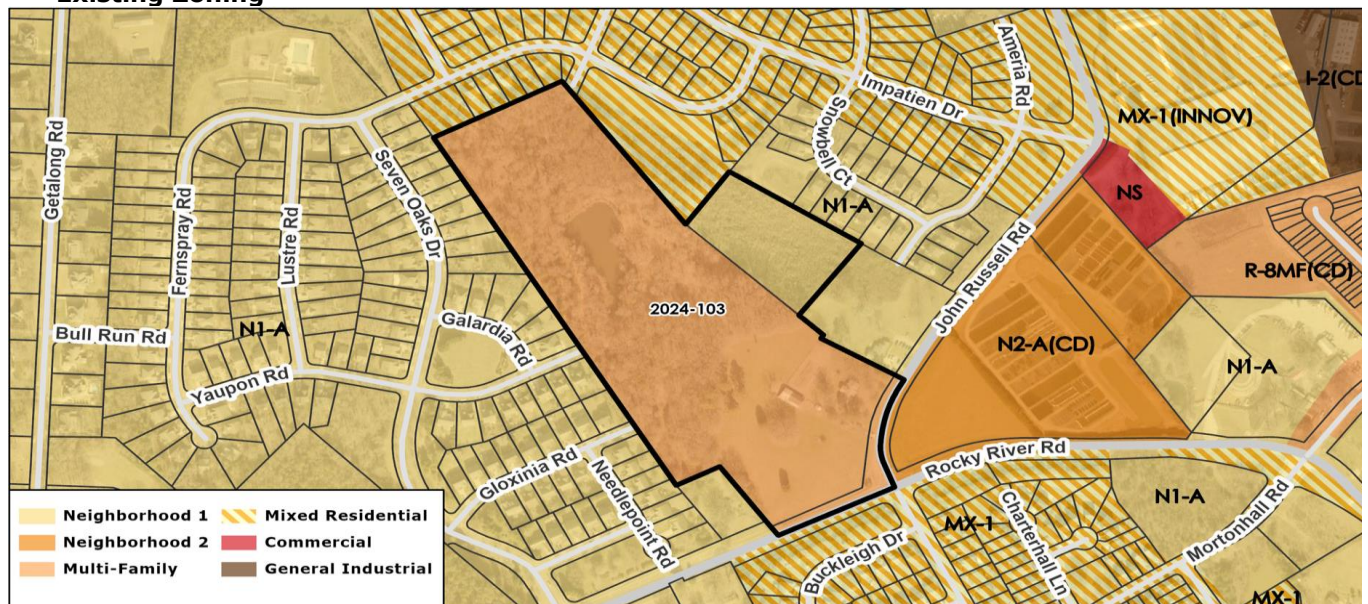 Existing Zoning
Ameria Rd
I-2(CD
Impatien Dr
MX-1(INNOV)
Snowbell Ct
Getalong Rd
Seven Oaks Dr
Fernspray Rd
Lustre Rd
N1-A
NS
R-8MF(CD)
John Russell Rd
2024-103
Galardia Rd
Bull Run Rd
N1-A
N2-A(CD)
N1-A
Yaupon Rd
Rocky River Rd
Gloxinia Rd
Needlepoint Rd
N1-A
Charterhall Ln
MX-1
Mortonhall Rd
Buckleigh Dr
MX-1
Neighborhood 1
Neighborhood 2
Multi-Family
Mixed Residential
Commercial
General Industrial